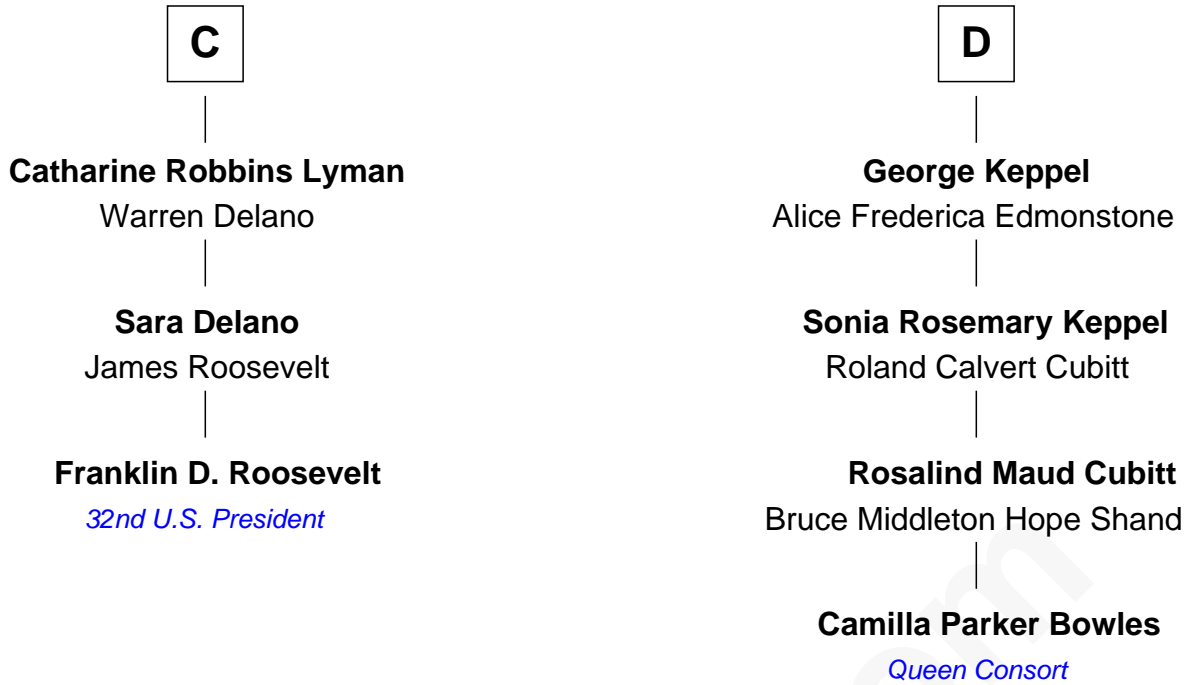 C
Catharine Robbins Lyman
Warren Delano
Sara Delano
James Roosevelt
Franklin D. Roosevelt
32nd U.S. President
D
George Keppel
Alice Frederica Edmonstone
Sonia Rosemary Keppel
Roland Calvert Cubitt
Rosalind Maud Cubitt
Bruce Middleton Hope Shand
Camilla Parker Bowles
Queen Consort